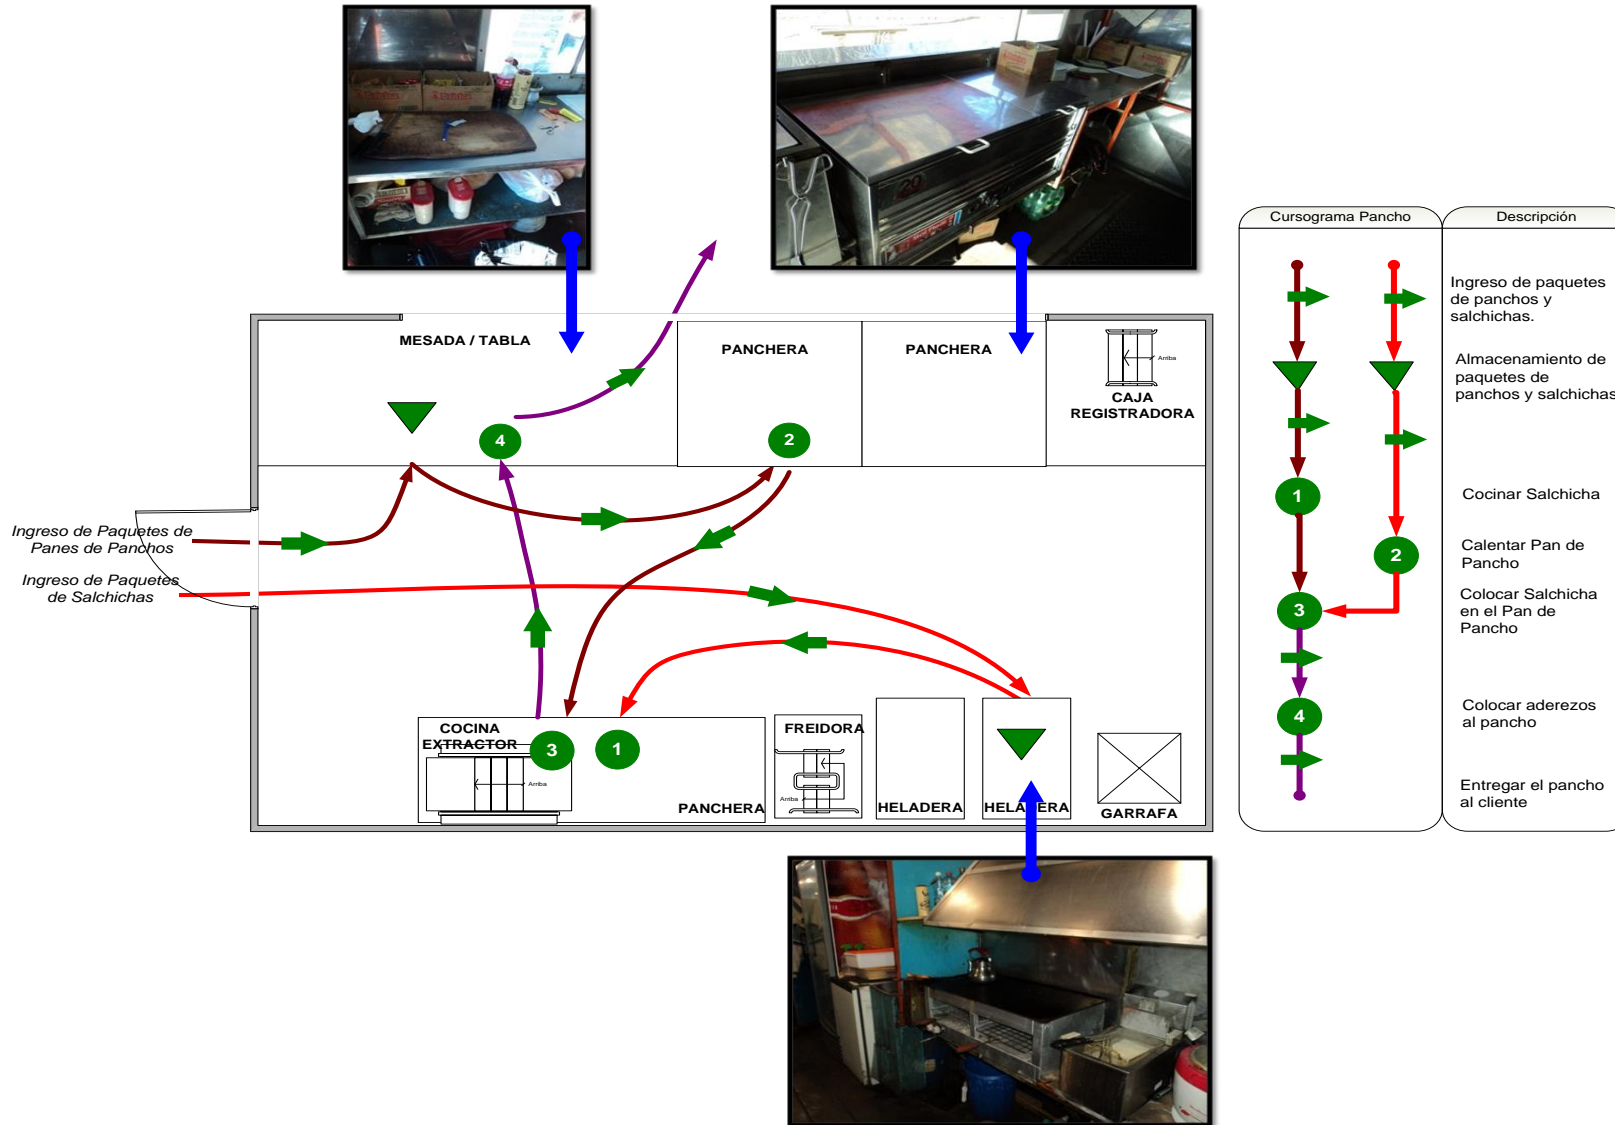 Cursograma Pancho
Descripción
Ingreso de paquetes
de panchos y
salchichas.
Almacenamiento de
paquetes de
panchos y salchichas
Cocinar Salchicha
Calentar Pan de
Pancho
Colocar Salchicha
en el Pan de
Pancho
Colocar aderezos
al pancho
Entregar el pancho
al cliente
1
2
3
4
MESADA / TABLA
PANCHERA
PANCHERA
Arriba
CAJA
REGISTRADORA
4
2
Ingreso de Paquetes de
Panes de Panchos
Ingreso de Paquetes
de Salchichas
COCINA
EXTRACTOR
3
1
Arriba
PANCHERA
FREIDORA
Arriba
HELADERA
HELADERA
GARRAFA
20